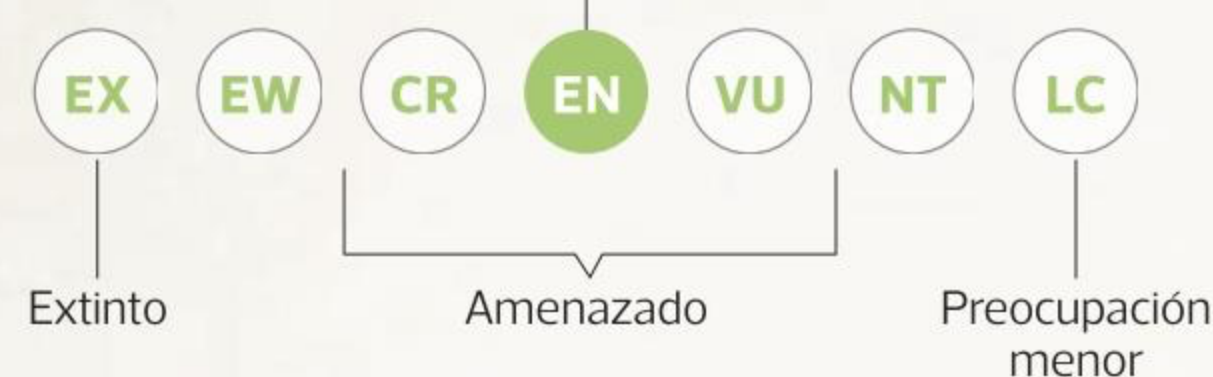 EX EW CR EN VU NT LC
Extinto Amenazado Preocupación
menor